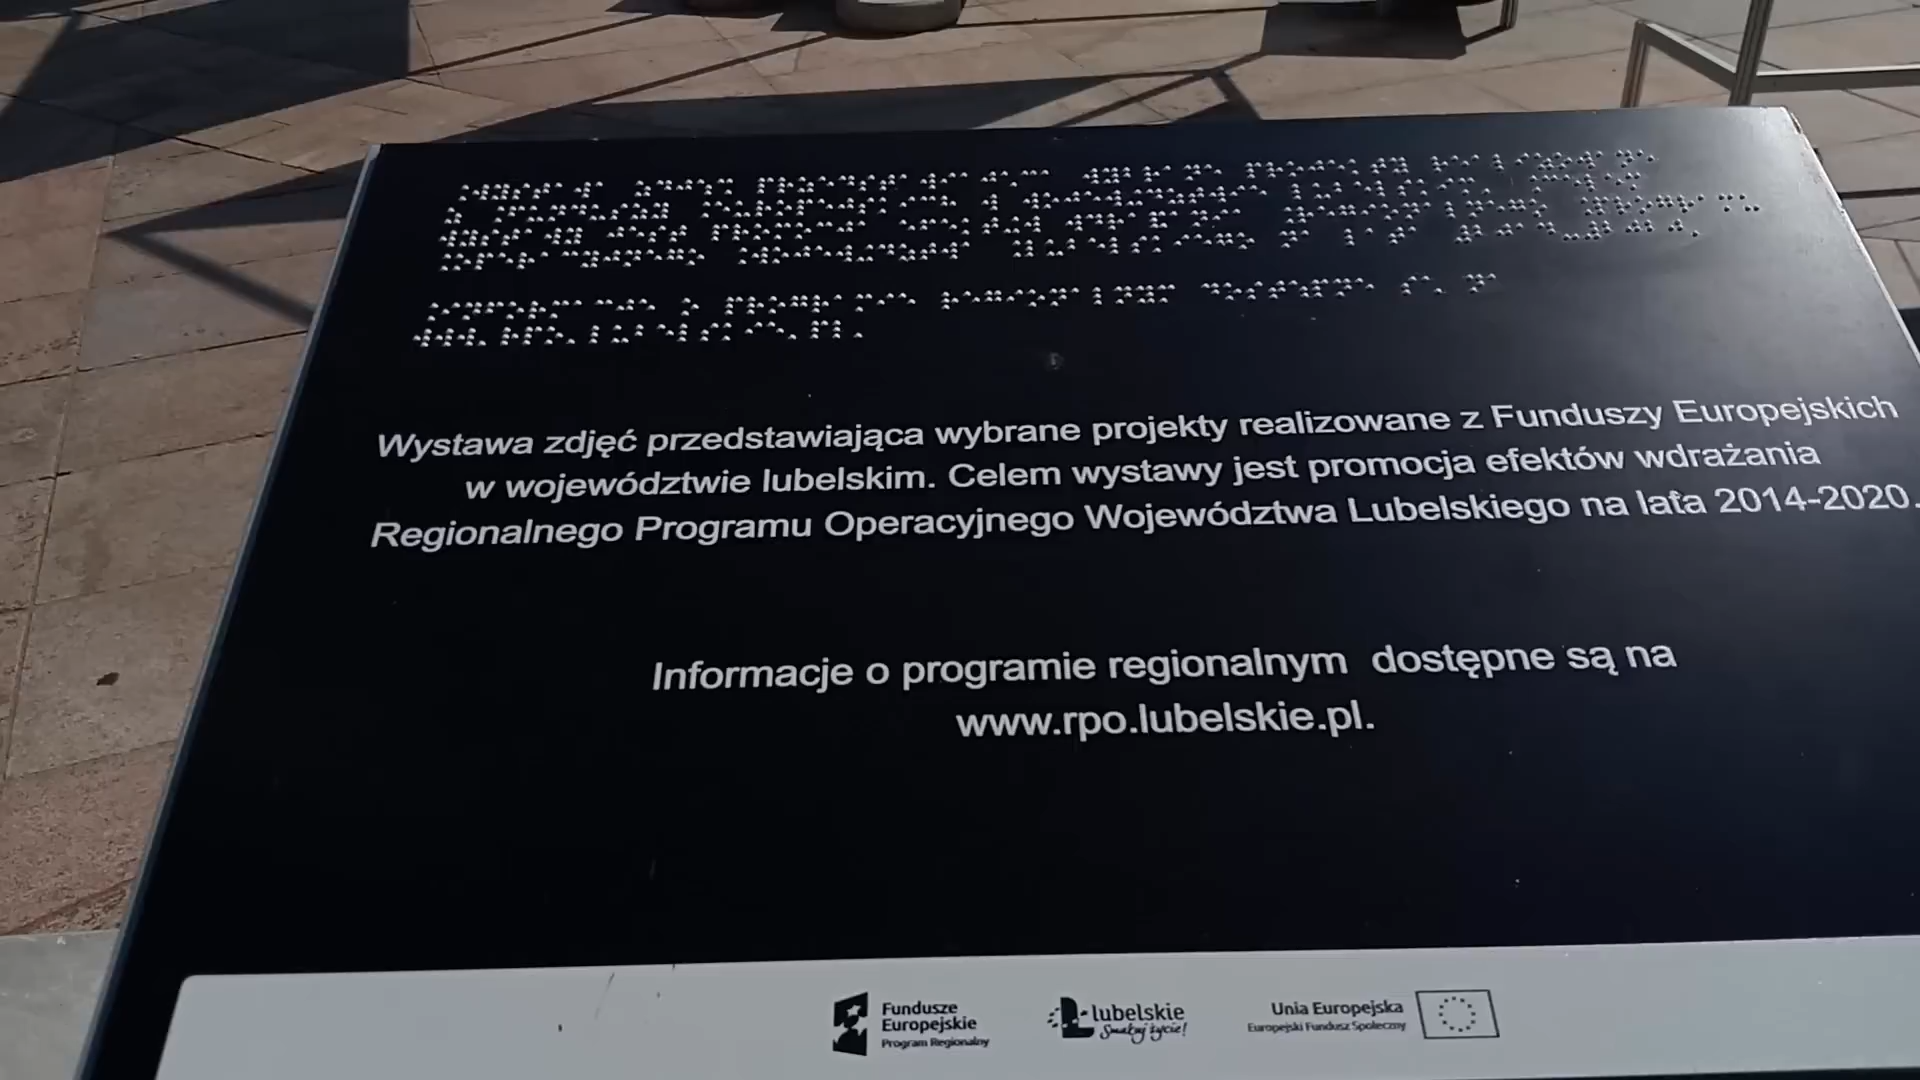 Wystawa zdjęć przedstawiająca wybrane projekty realizowane z Funduszy Europejskich
w województwie lubelskim. Celem wystawy jest promocja efektów wdrażania
Regionalnego Programu Operacyjnego Województwa Lubelskiego na lata 2014-2020.
Informacje o programie regionalnym dostępne są na
www.rpo.lubelskie.pl.
Fundusze
Europejskie
Program Regionalny
lubelskie
Smakuj życie!
Unia Europejska
Europejski Fundusz Społeczny